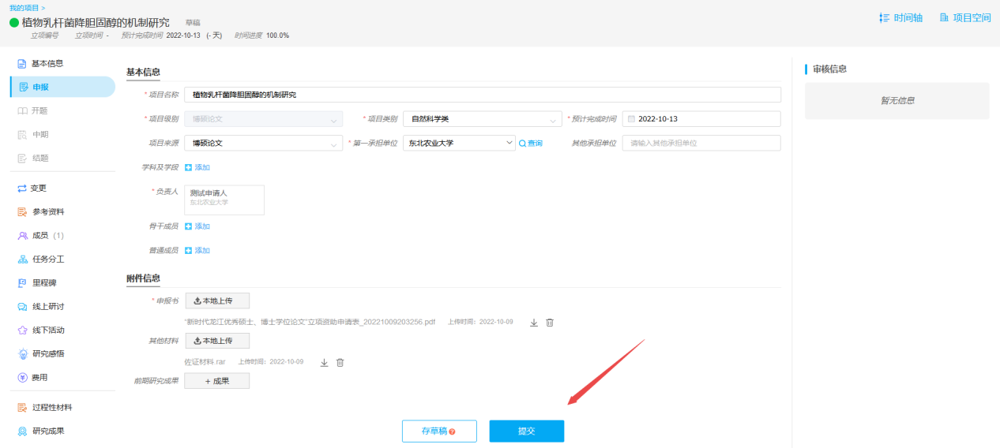 我的项目 >
植物乳杆菌降胆固醇的机制研究 草稿
立项编号 立项时间 - 预计完成时间 2022-10-13 (- 天) 时间进度 100.0%
时间轴 项目空间
基本信息
申报
开题
中期
结题
变更
参考资料
成员 (1)
任务分工
里程碑
线上研讨
线下活动
研究感悟
费用
过程性材料
研究成果
基本信息
* 项目名称 植物乳杆菌降胆固醇的机制研究
* 项目级别 博硕论文 * 项目类别 自然科学类 * 预计完成时间 2022-10-13
项目来源 博硕论文 * 第一承担单位 东北农业大学 查询 其他承担单位 请输入其他承担单位
学科及学段 添加
* 负责人 测试申请人
东北农业大学
骨干成员 添加
普通成员 添加
附件信息
* 申报书 本地上传
"新时代龙江优秀硕士、博士学位论文"立项资助申请表_20221009203256.pdf 上传时间: 2022-10-09
其他材料 本地上传
佐证材料.rar 上传时间: 2022-10-09
前期研究成果 + 成果
存草稿 ? 提交
审核信息
暂无信息